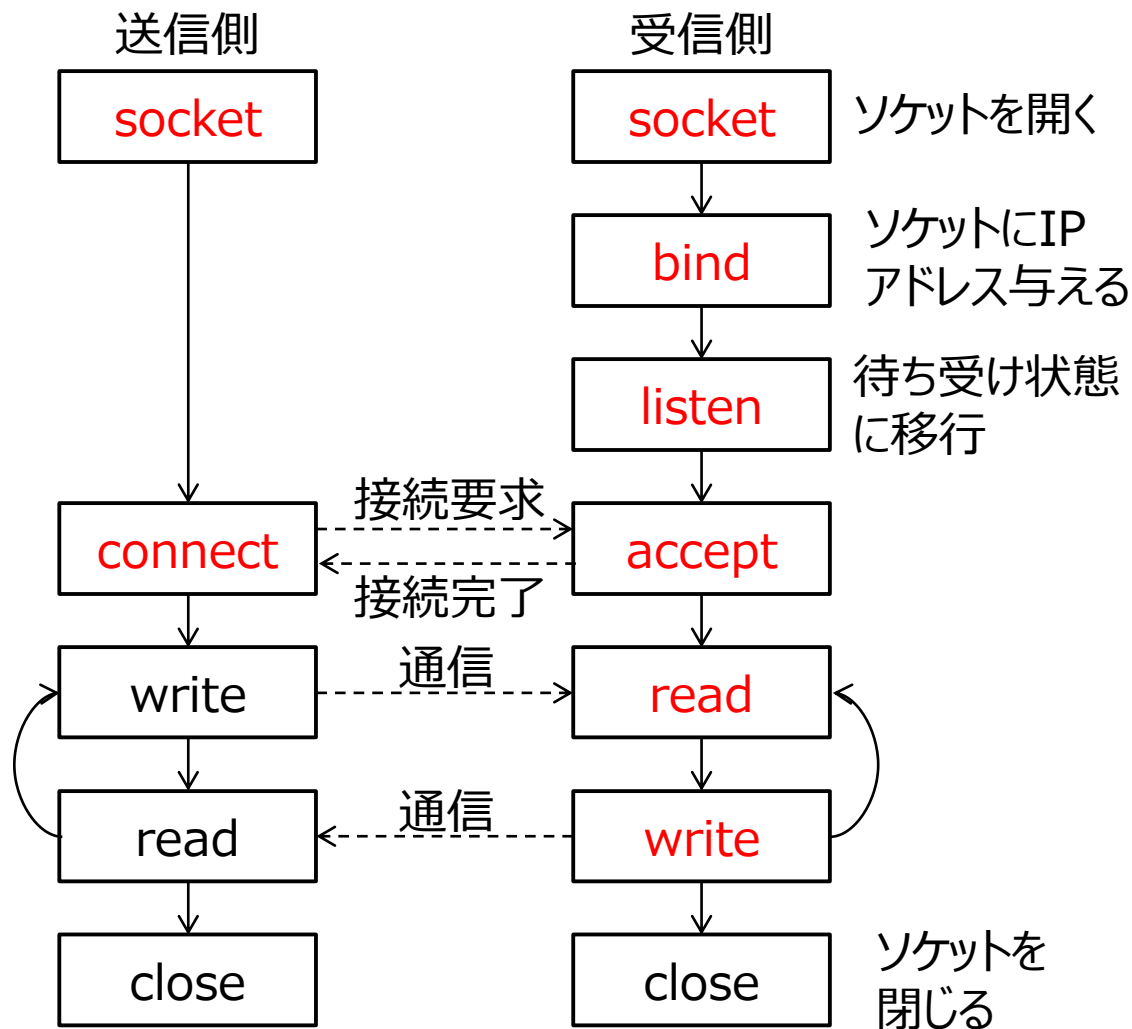 送信側
受信側
socket
socket
ソケットを開く
bind
ソケットにIP
アドレス与える
listen
待ち受け状態
に移行
接続要求
connect
accept
接続完了
通信
write
read
通信
read
write
close
close
ソケットを
閉じる